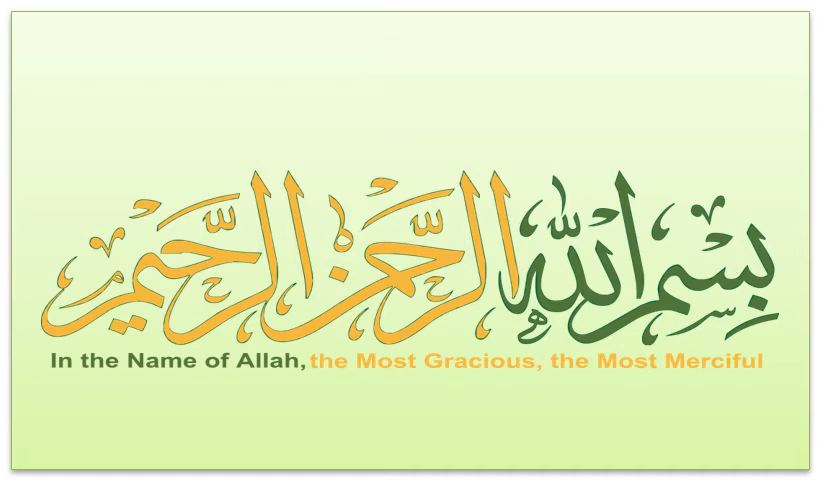 بسم الله الرحمن الرحيم
In the Name of Allah, the Most Gracious, the Most Merciful